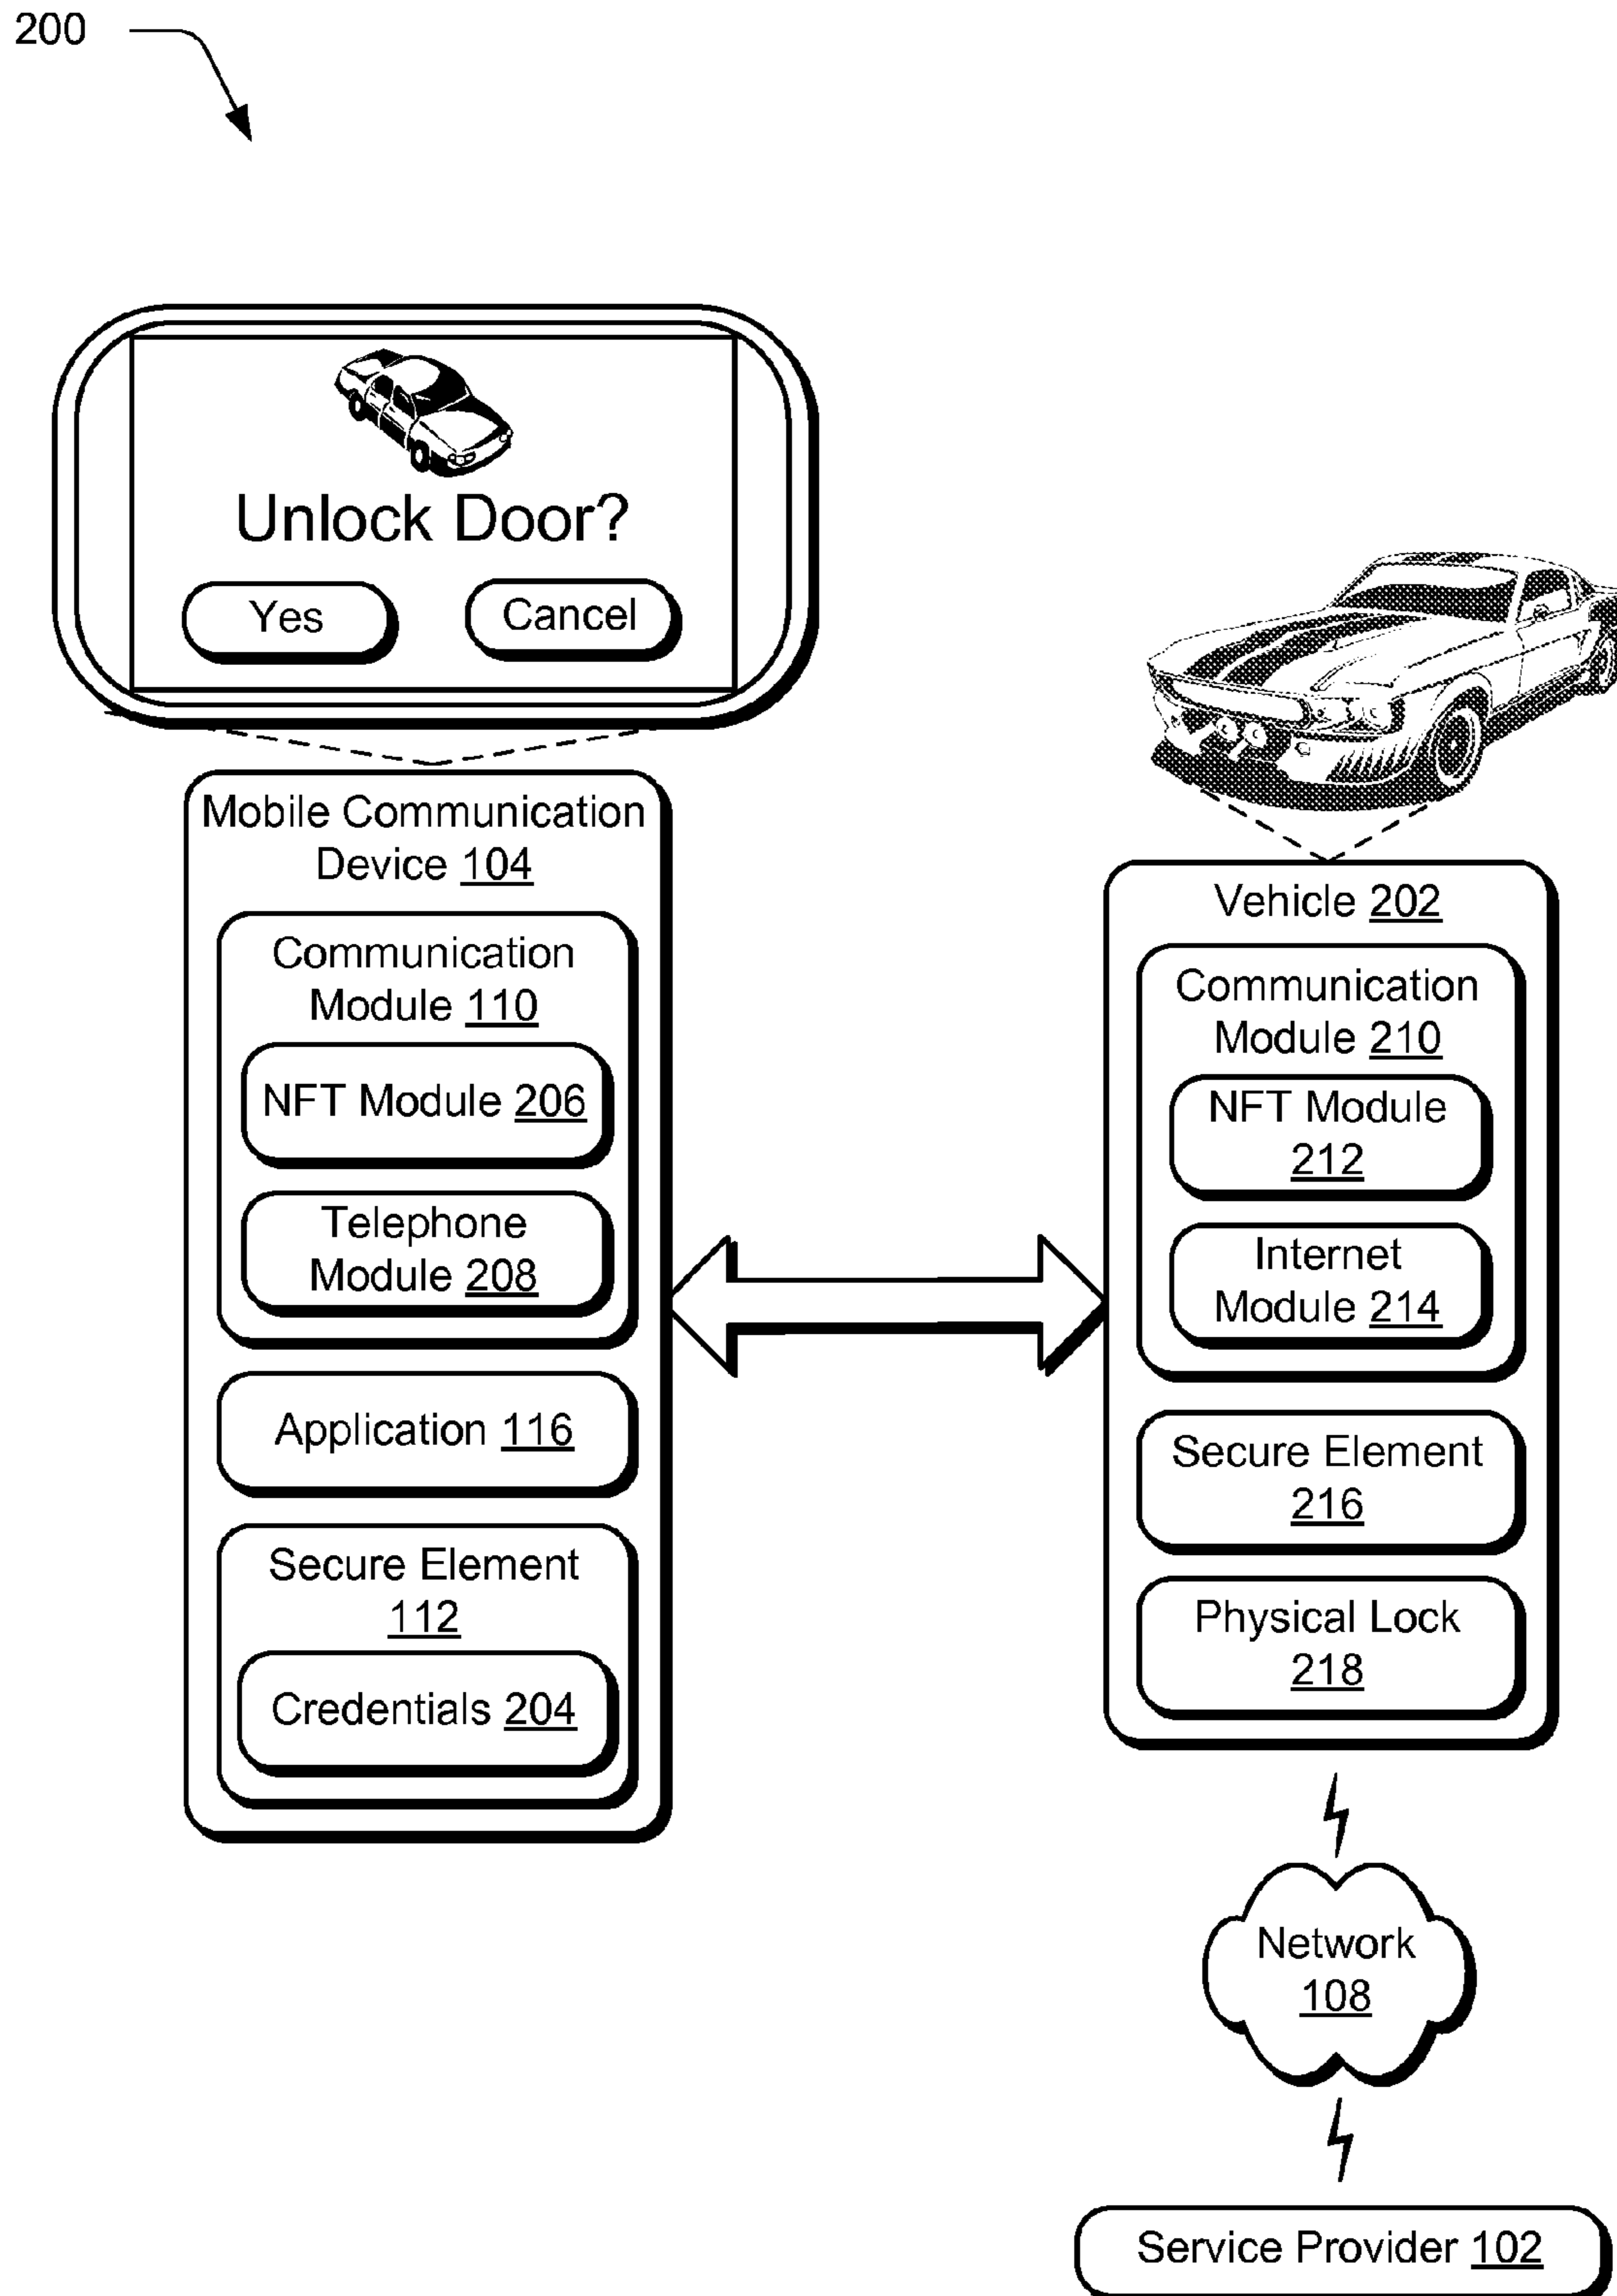 200
Unlock Door?
Yes
Cancel
Mobile Communication
Device 104
Communication
Module 110
NFT Module 206
Telephone
Module 208
Application 116
Secure Element
112
Credentials 204
Vehicle 202
Communication
Module 210
NFT Module
212
Internet
Module 214
Secure Element
216
Physical Lock
218
Network
108
Service Provider 102